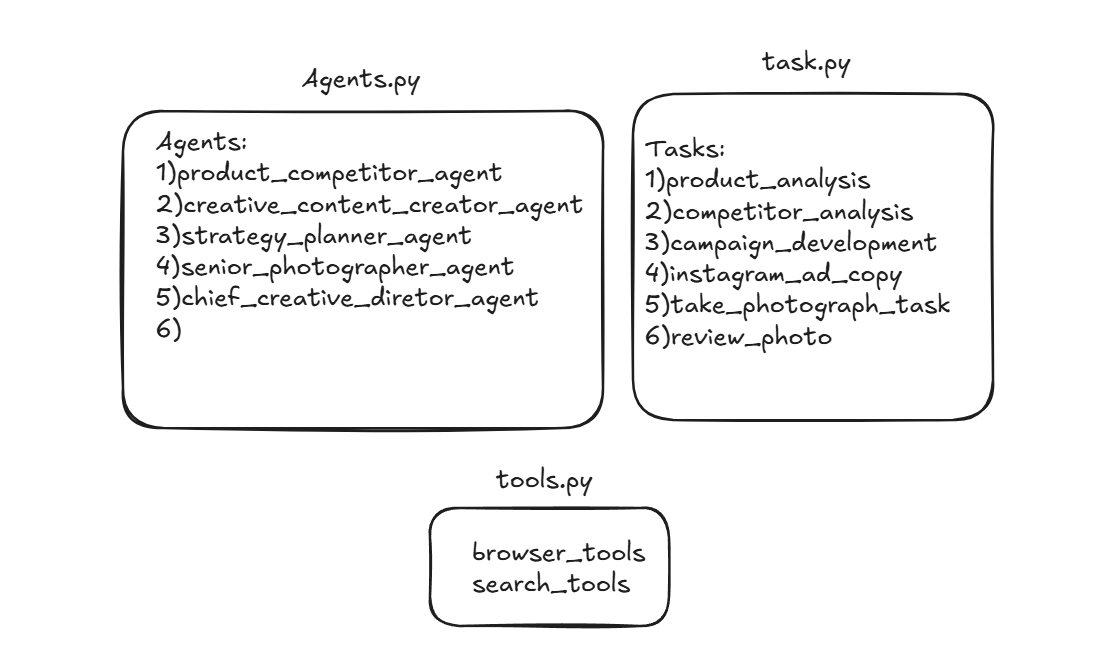 Agents.py
Agents:
1)product_competitor_agent
2)creative_content_creator_agent
3)strategy_planner_agent
4)senior_photographer_agent
5)chief_creative_diretor_agent
6)
task.py
Tasks:
1)product_analysis
2)competitor_analysis
3)campaign_development
4)instagram_ad_copy
5)take_photograph_task
6)review_photo
tools.py
browser_tools
search_tools